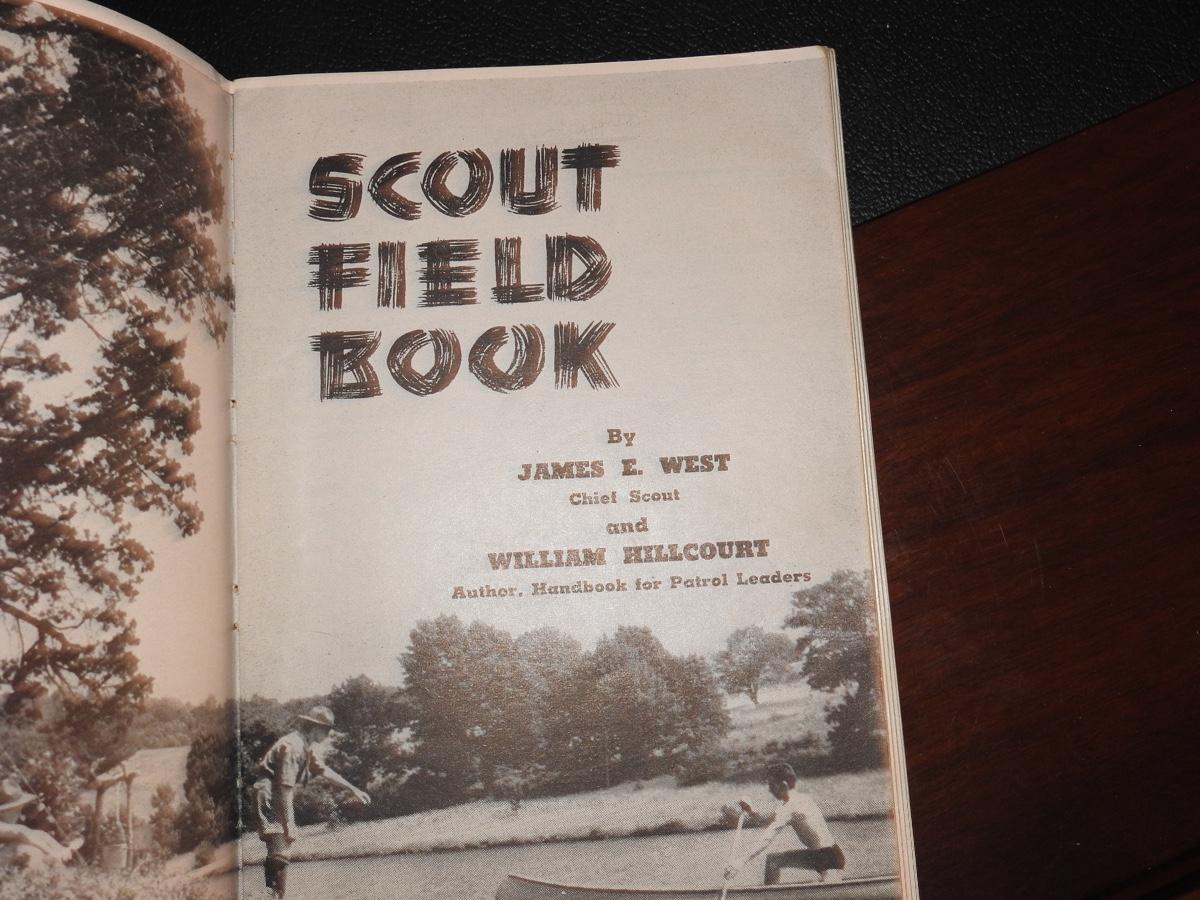 SCOUT
FIELD
BOOK
By
JAMES E. WEST
Chief Scout
and
WILLIAM HILLCOURT
Author, Handbook for Patrol Leaders